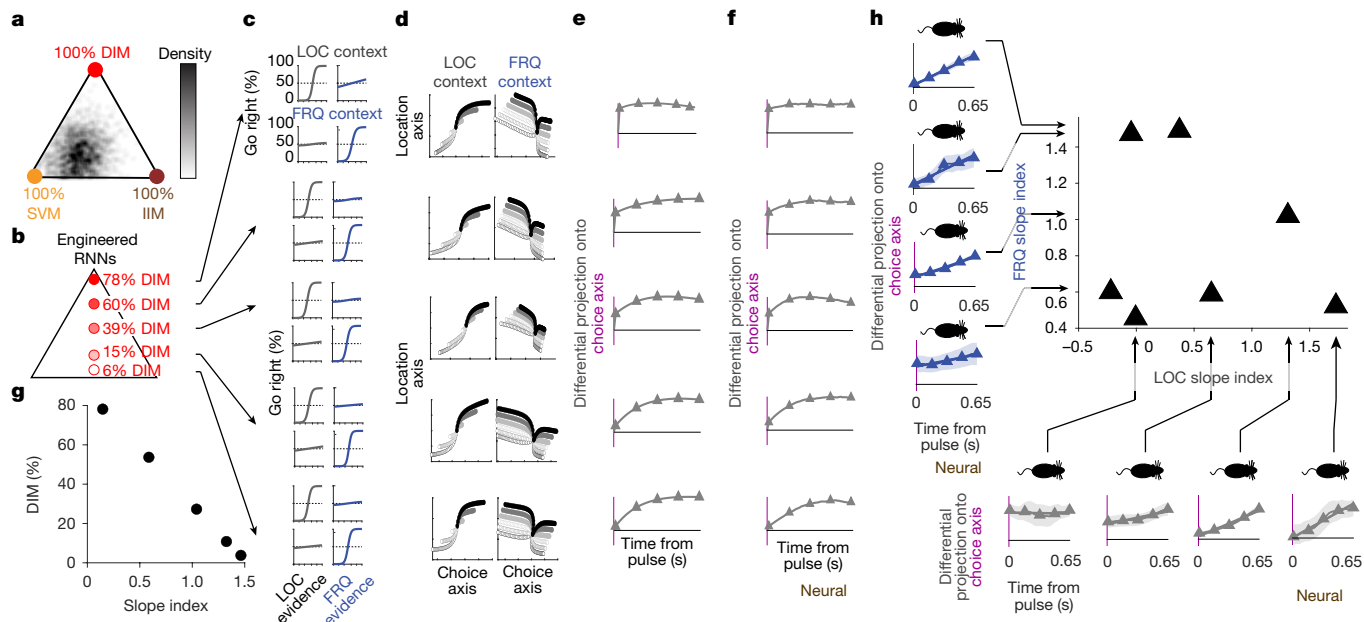 a
100% DIM
Density
100%
SVM
100%
IIM
b
Engineered
RNNs
78% DIM
60% DIM
39% DIM
15% DIM
6% DIM
g
80
60
40
20
0
DIM (%)
0
0.5
1.0
1.5
Slope index
c
LOC context
100
50
0
FRQ context
100
50
0
Go right (%)
Go right (%)
LOC
evidence
FRQ
evidence
d
LOC
context
FRQ
context
Location
axis
Location
axis
Choice
axis
Choice
axis
e
Differential projection onto
choice axis
Time from
pulse (s)
f
Differential projection onto
choice axis
Time from
pulse (s)
Neural
h
Differential projection onto
choice axis
0
0.65
0
0.65
0
0.65
0
0.65
Time from
pulse (s)
Neural
FRQ slope index
1.4
1.2
1.0
0.8
0.6
0.4
−0.5
0
0.5
1.0
1.5
LOC slope index
Differential
projection onto
choice axis
0
0.65
0
0.65
0
0.65
0
0.65
Time from
pulse (s)
Neural